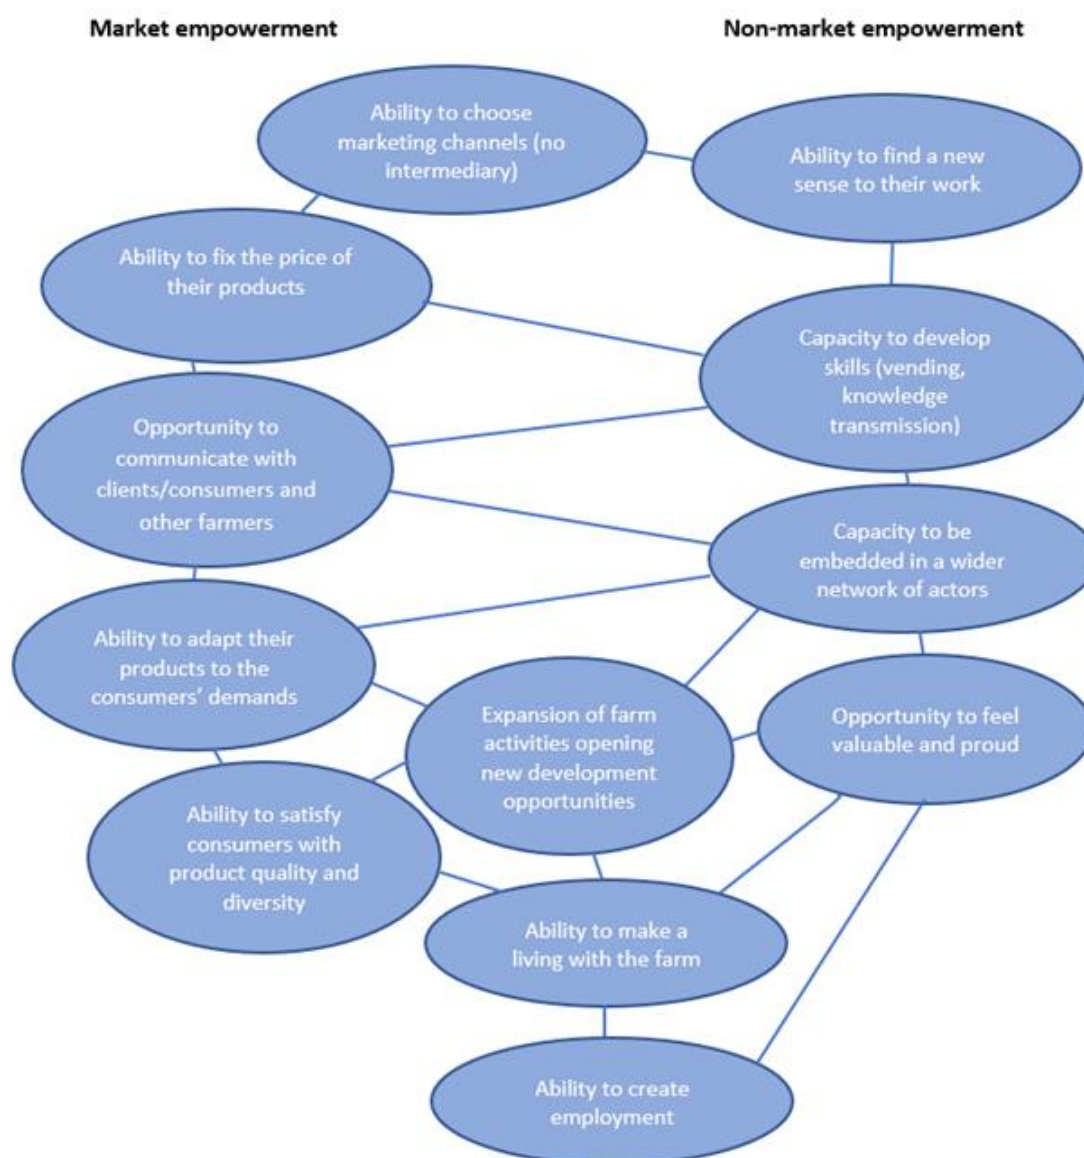 Market empowerment
Non-market empowerment
Ability to choose
marketing channels (no
intermediary)
Ability to find a new
sense to their work
Ability to fix the price of
their products
Capacity to develop
skills (vending,
knowledge
transmission)
Opportunity to
communicate with
clients/consumers and
other farmers
Capacity to be
embedded in a wider
network of actors
Ability to adapt their
products to the
consumers’ demands
Expansion of farm
activities opening
new development
opportunities
Opportunity to feel
valuable and proud
Ability to satisfy
consumers with
product quality and
diversity
Ability to make a
living with the farm
Ability to create
employment